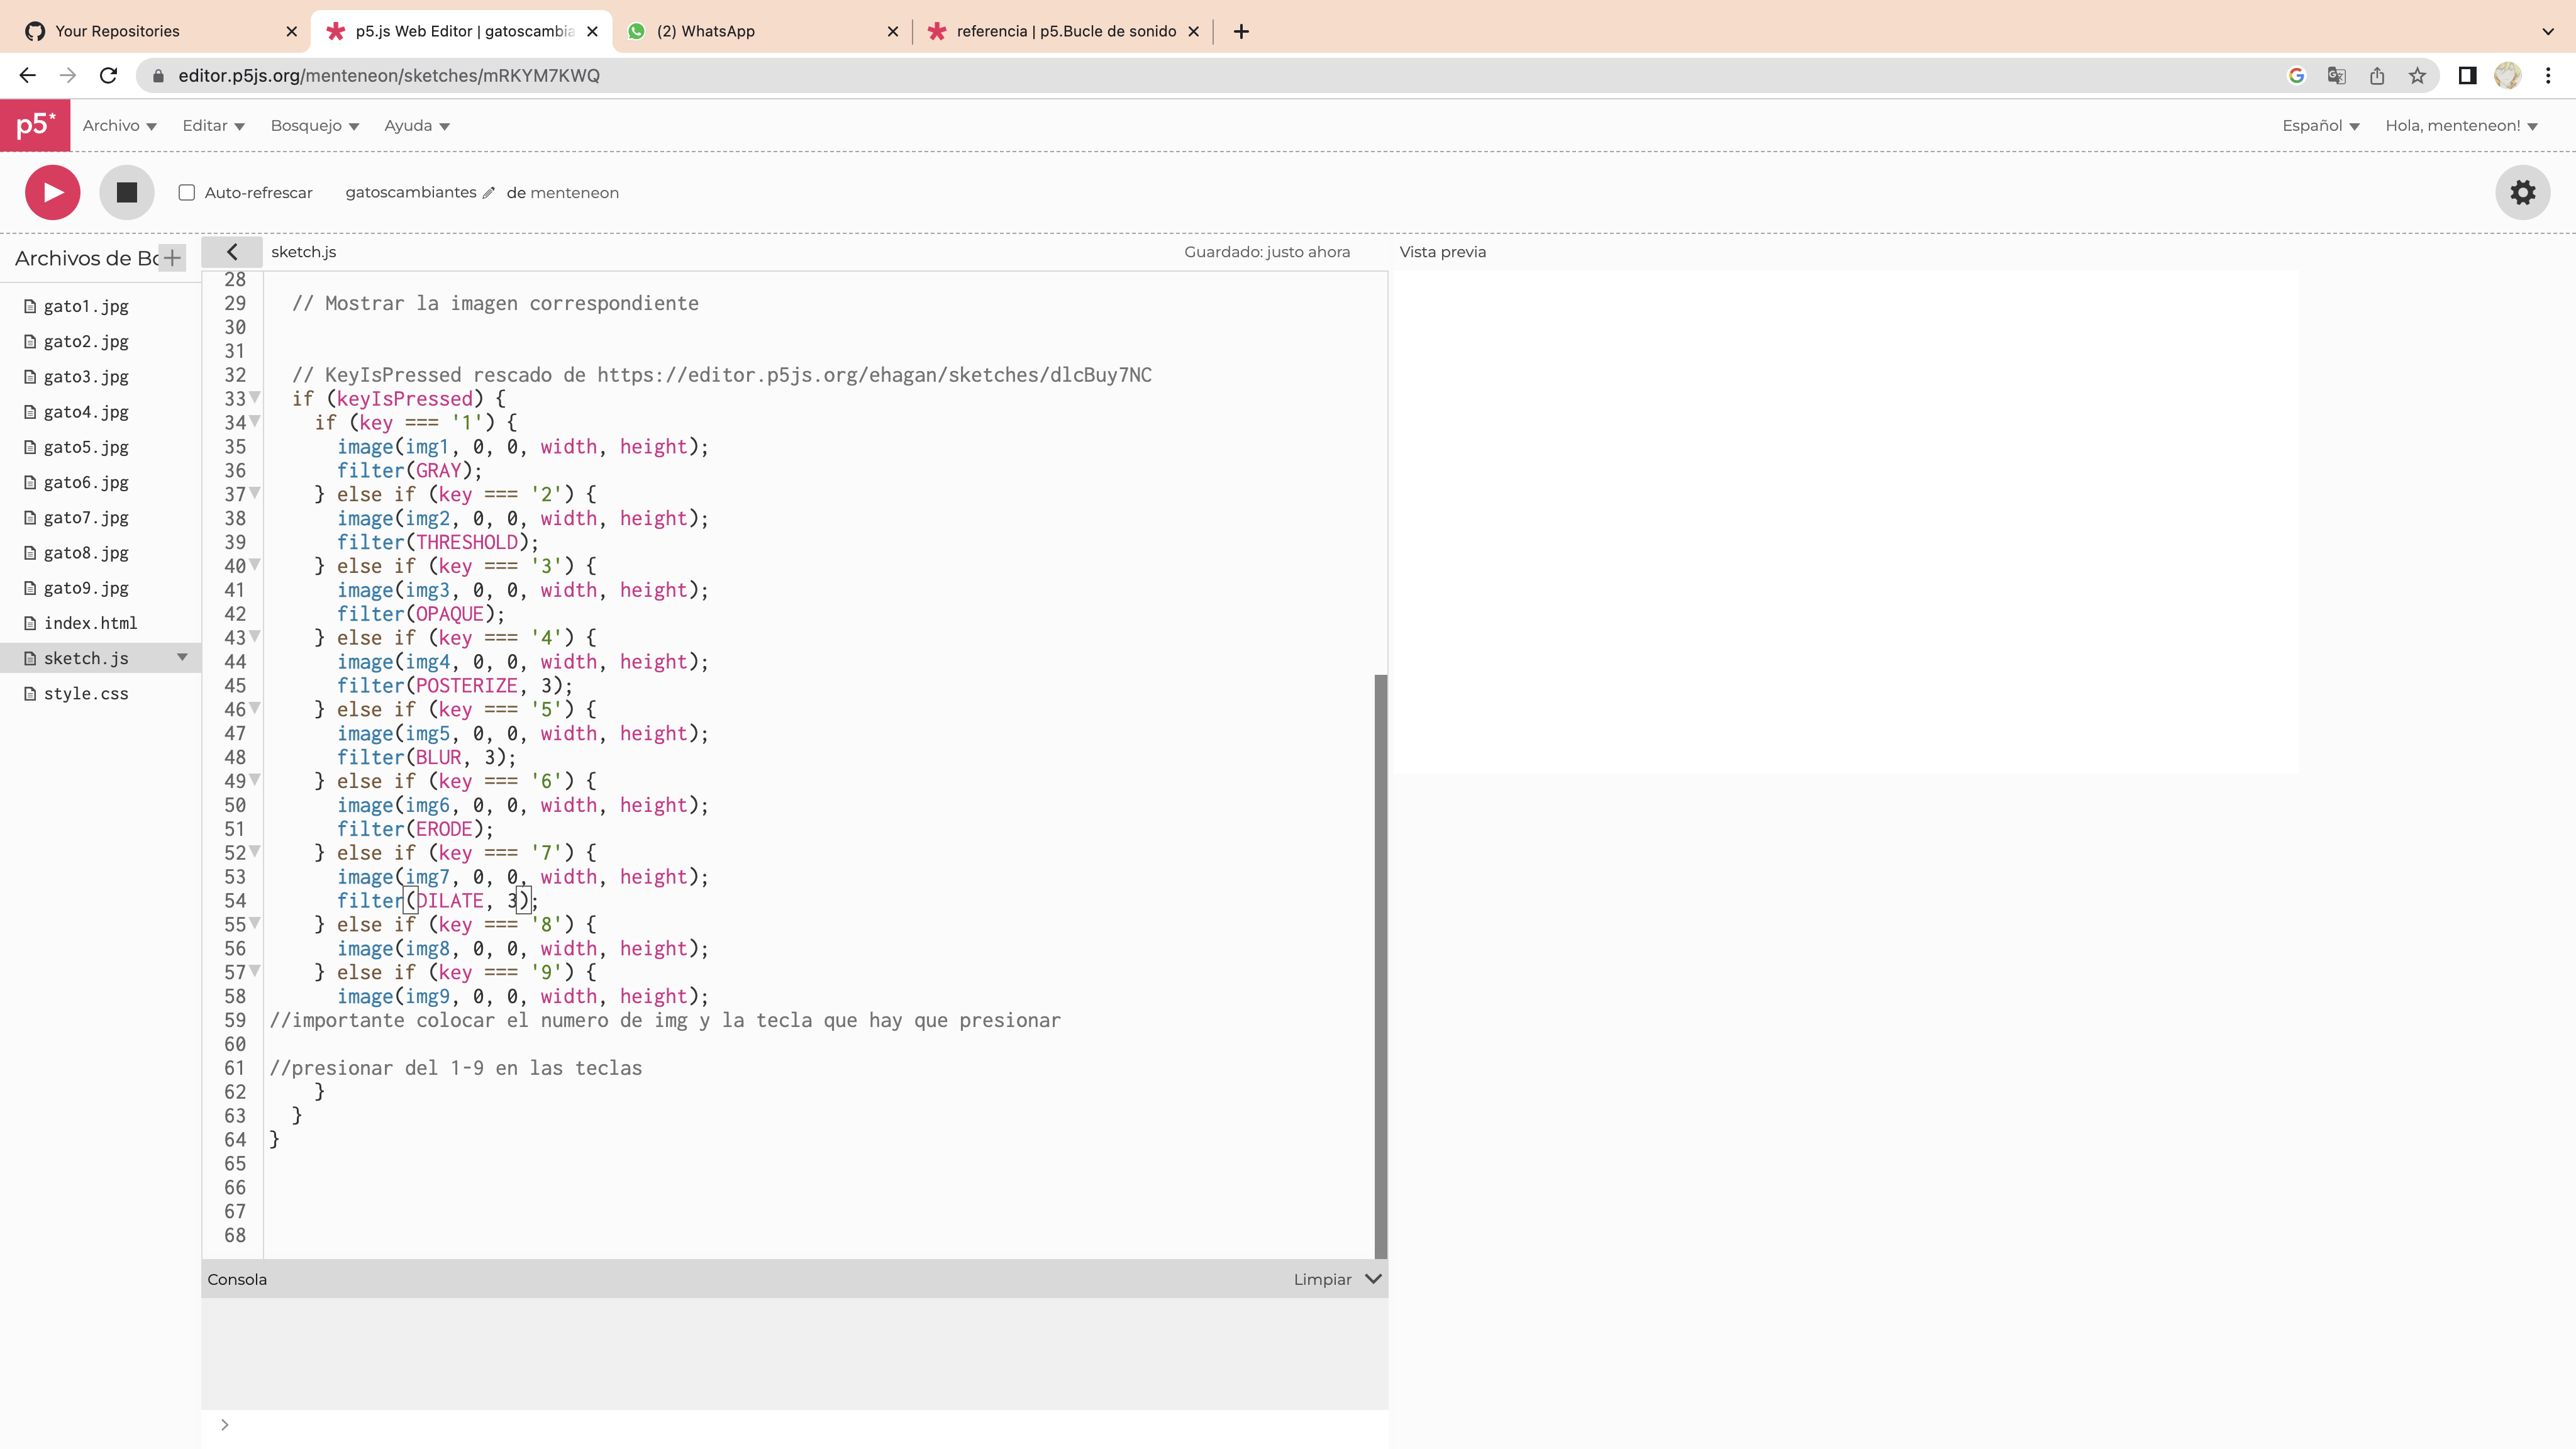 Your Repositories
p5.js Web Editor | gatoscambia
(2) WhatsApp
referencia | p5.Bucle de sonido
editor.p5js.org/menteneon/sketches/mRKYM7KWQ
p5*
Archivo
Editar
Bosquejo
Ayuda
Español
Hola, menteneon!
Auto-refrescar
gatoscambiantes
de menteneon
Archivos de Bo
sketch.js
Guardado: justo ahora
Vista previa
gato1.jpg
gato2.jpg
gato3.jpg
gato4.jpg
gato5.jpg
gato6.jpg
gato7.jpg
gato8.jpg
gato9.jpg
index.html
sketch.js
style.css
28
29 // Mostrar la imagen correspondiente
30
31
32 // KeyIsPressed rescado de https://editor.p5js.org/ehagan/sketches/dlcBuy7NC
33 if (keyIsPressed) {
34 if (key === '1') {
35 image(img1, 0, 0, width, height);
36 filter(GRAY);
37 } else if (key === '2') {
38 image(img2, 0, 0, width, height);
39 filter(THRESHOLD);
40 } else if (key === '3') {
41 image(img3, 0, 0, width, height);
42 filter(OPAQUE);
43 } else if (key === '4') {
44 image(img4, 0, 0, width, height);
45 filter(POSTERIZE, 3);
46 } else if (key === '5') {
47 image(img5, 0, 0, width, height);
48 filter(BLUR, 3);
49 } else if (key === '6') {
50 image(img6, 0, 0, width, height);
51 filter(ERODE);
52 } else if (key === '7') {
53 image(img7, 0, 0, width, height);
54 filter(DILATE, 3);
55 } else if (key === '8') {
56 image(img8, 0, 0, width, height);
57 } else if (key === '9') {
58 image(img9, 0, 0, width, height);
59 //importante colocar el numero de img y la tecla que hay que presionar
60
61 //presionar del 1-9 en las teclas
62 }
63 }
64 }
65
66
67
68
Consola
Limpiar